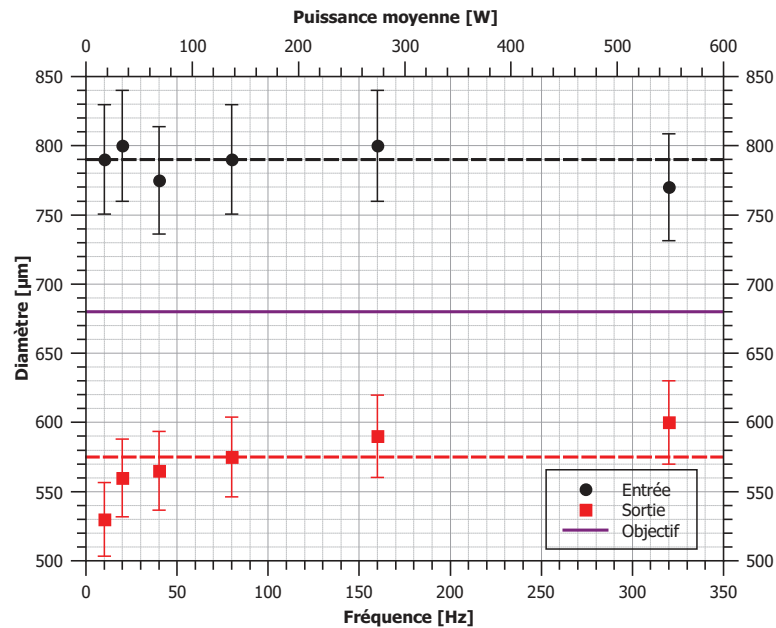 Puissance moyenne [W]
0 100 200 300 400 500 600
Diamètre [µm]
850 850
800 800
750 750
700 700
650 650
600 600
550 550
500 500
Entrée
Sortie
Objectif
0 50 100 150 200 250 300 350
Fréquence [Hz]